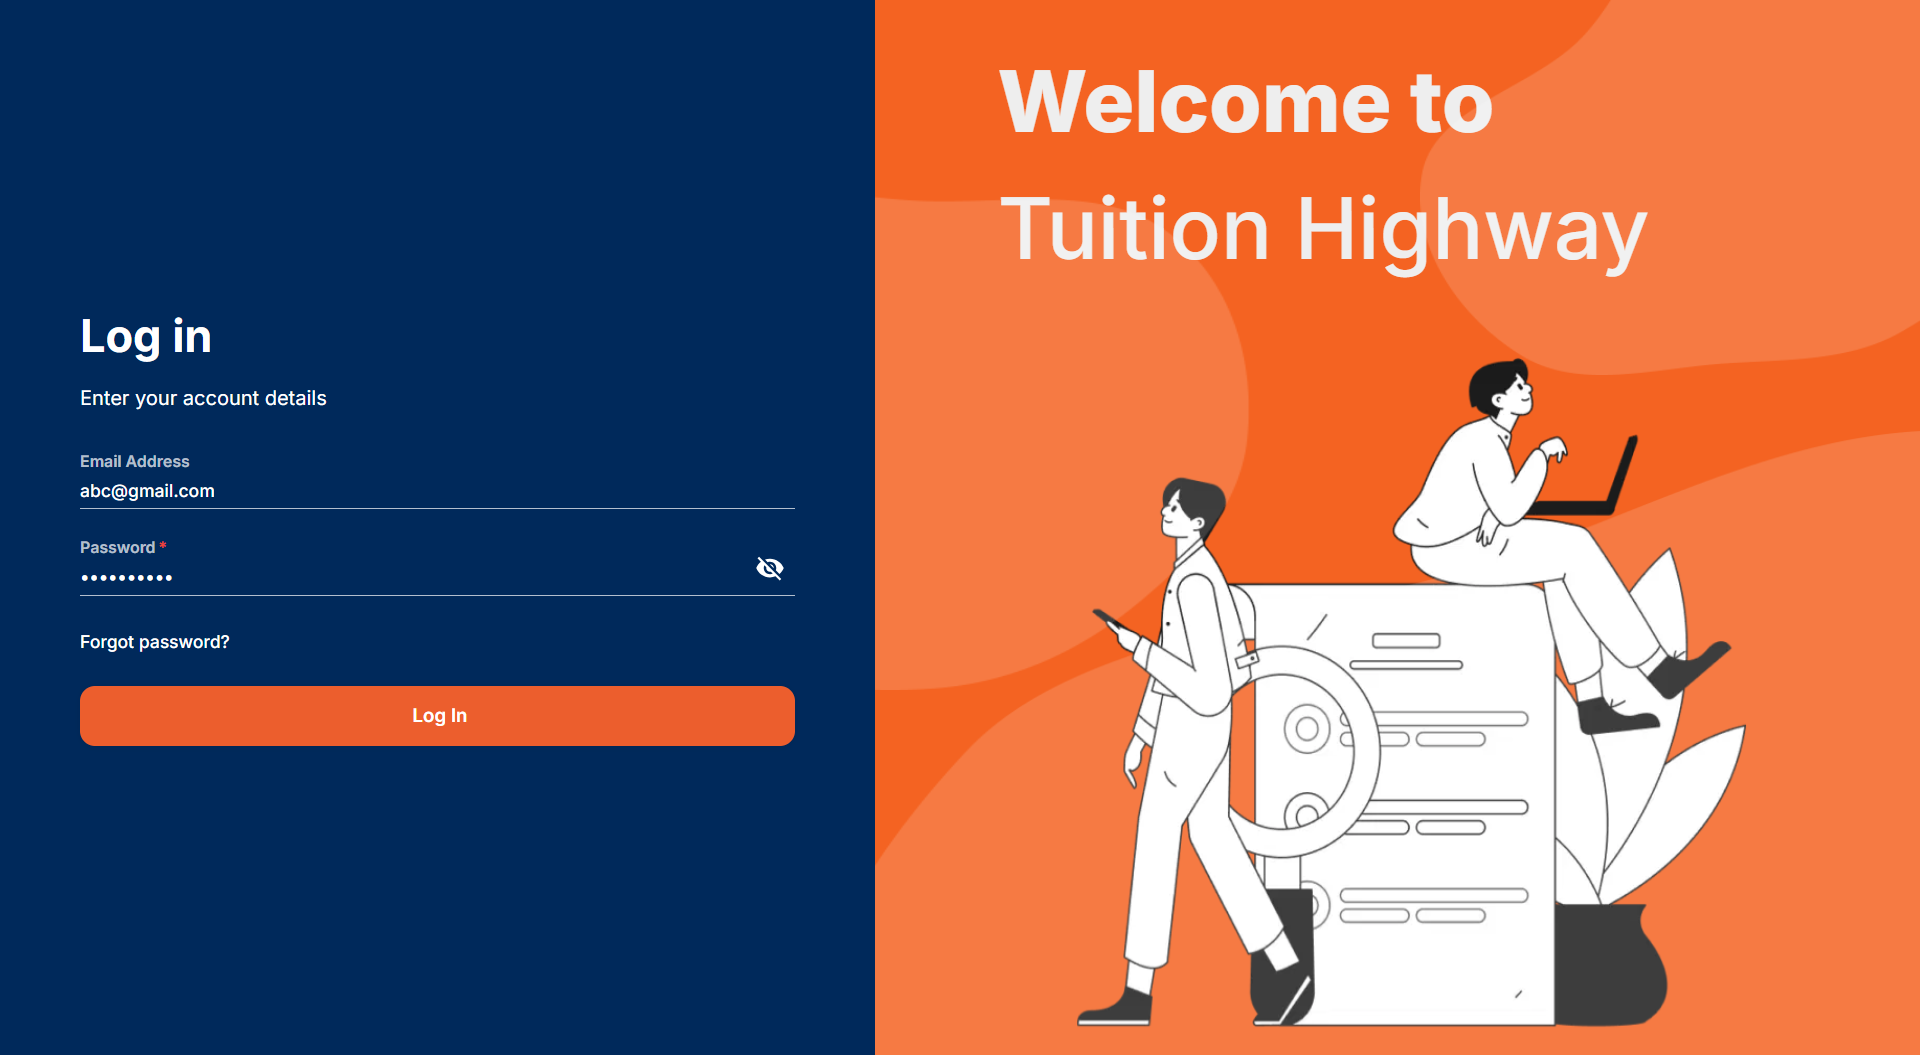 Log in
Enter your account details
Email Address
abc@gmail.com
Password *
••••••••••
Forgot password?
Log In
Welcome to
Tuition Highway